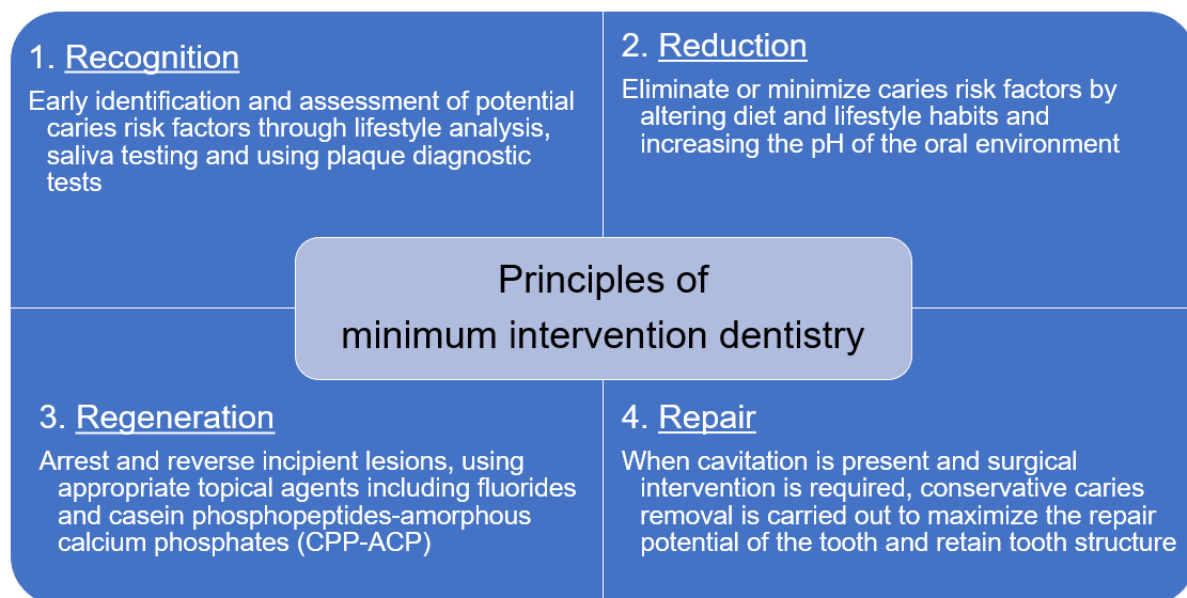 1. Recognition
Early identification and assessment of potential
caries risk factors through lifestyle analysis,
saliva testing and using plaque diagnostic
tests
2. Reduction
Eliminate or minimize caries risk factors by
altering diet and lifestyle habits and
increasing the pH of the oral environment
Principles of
minimum intervention dentistry
3. Regeneration
Arrest and reverse incipient lesions, using
appropriate topical agents including fluorides
and casein phosphopeptides-amorphous
calcium phosphates (CPP-ACP)
4. Repair
When cavitation is present and surgical
intervention is required, conservative caries
removal is carried out to maximize the repair
potential of the tooth and retain tooth structure